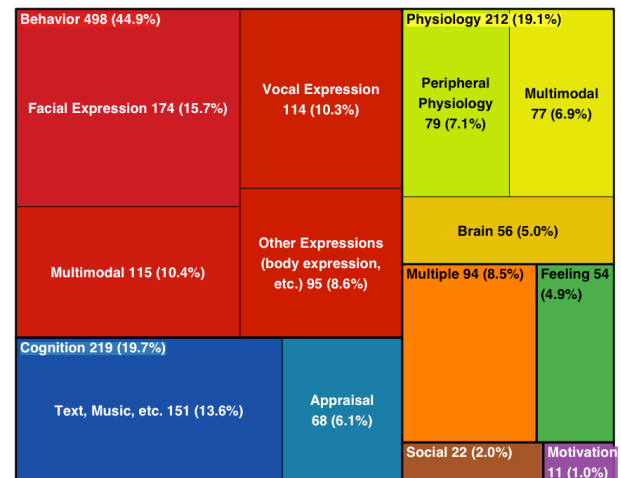 Behavior 498 (44.9%)
Facial Expression 174 (15.7%)
Vocal Expression
114 (10.3%)
Multimodal 115 (10.4%)
Other Expressions
(body expression,
etc.) 95 (8.6%)
Physiology 212 (19.1%)
Peripheral
Physiology
79 (7.1%)
Multimodal
77 (6.9%)
Brain 56 (5.0%)
Multiple 94 (8.5%)
Feeling 54
(4.9%)
Cognition 219 (19.7%)
Text, Music, etc. 151 (13.6%)
Appraisal
68 (6.1%)
Social 22 (2.0%)
Motivation
11 (1.0%)